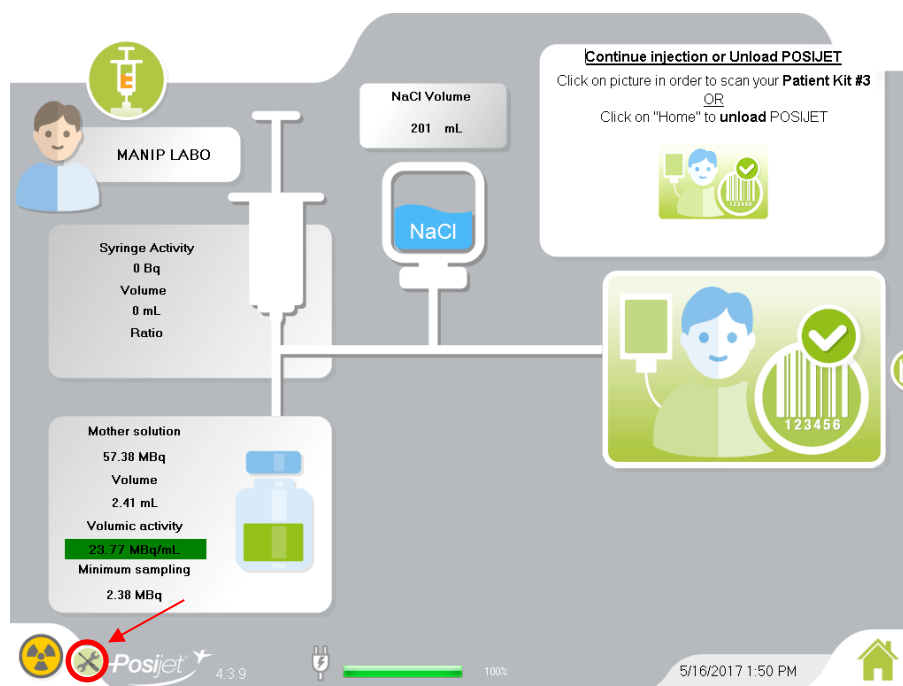 Continue injection or Unload POSIJET
Click on picture in order to scan your Patient Kit #3
OR
Click on "Home" to unload POSIJET
123456
E
MANIP LABO
NaCl Volume
201 mL
NaCl
Syringe Activity
0 Bq
Volume
0 mL
Ratio
123456
Mother solution
57.38 MBq
Volume
2.41 mL
Volumic activity
23.77 MBq/mL
Minimum sampling
2.38 MBq
Posijet
4.3.9
100%
5/16/2017 1:50 PM